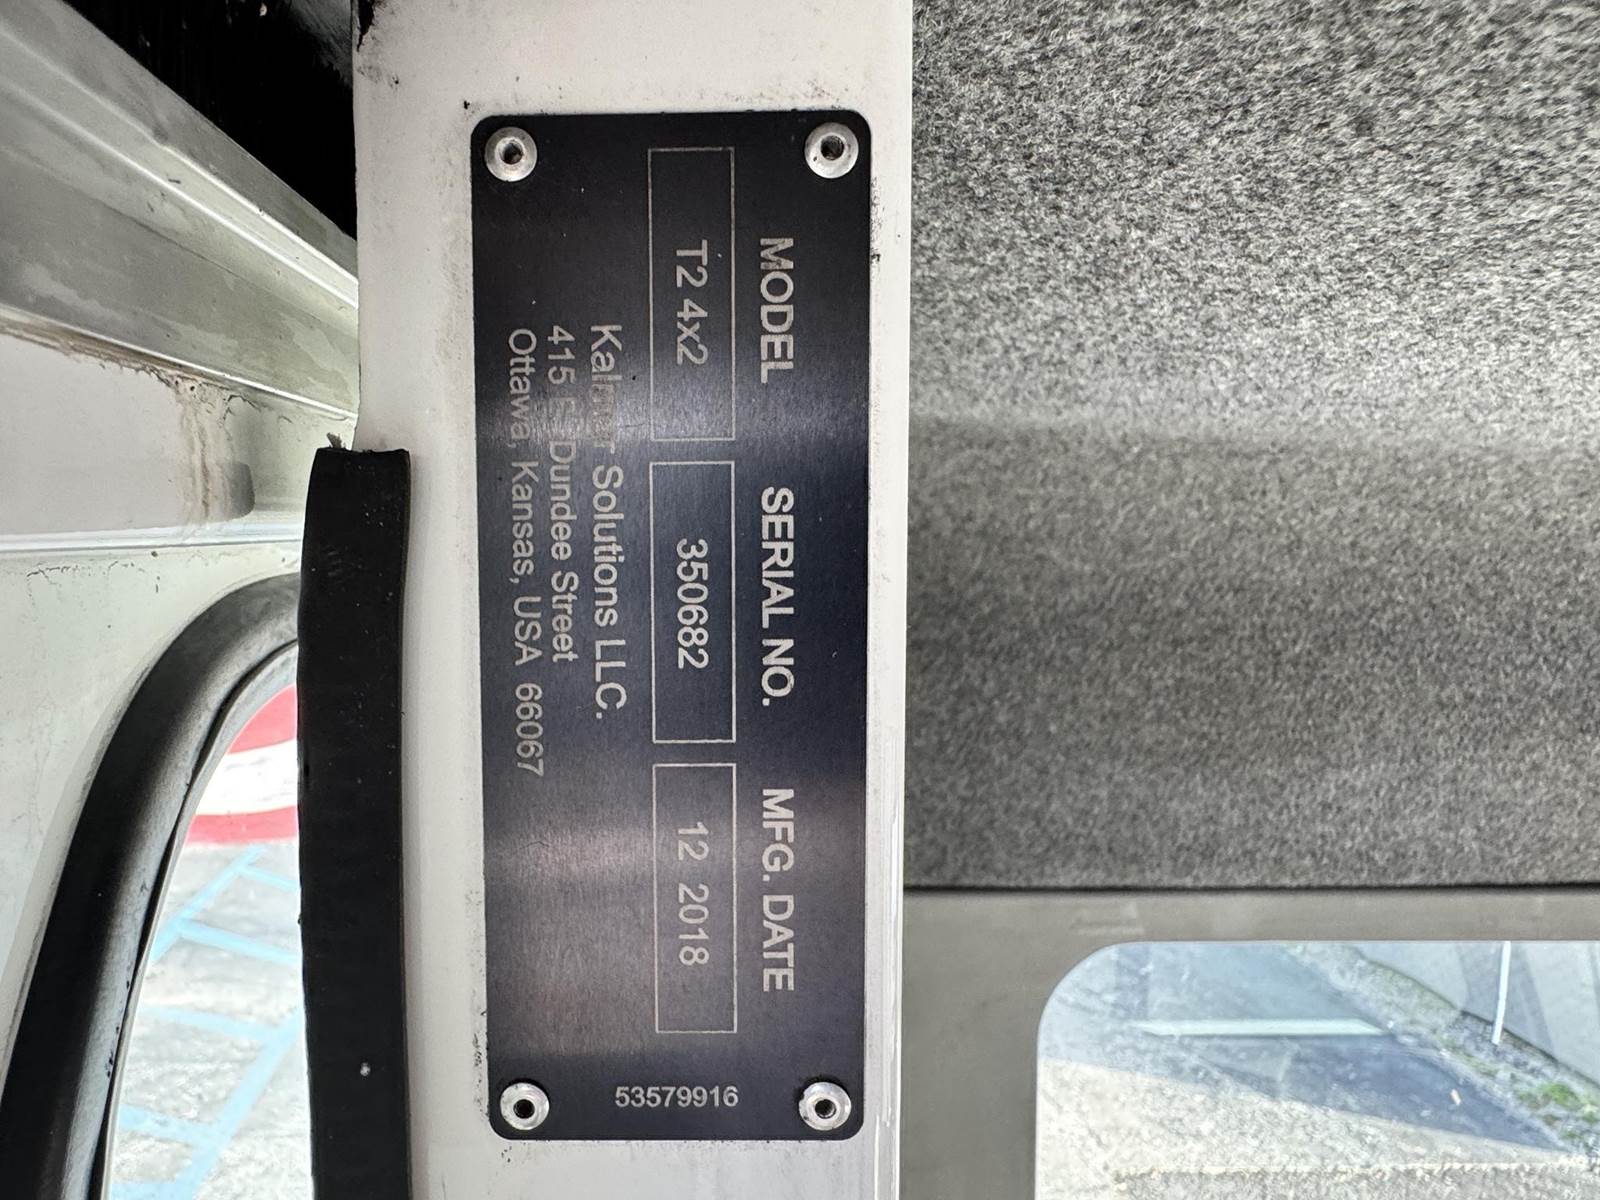 MODEL SERIAL NO. MFG. DATE
T2 4x2 350682 12 2018
Kalmar Solutions LLC.
415 E Dundee Street
Ottawa, Kansas, USA 66067
53579916